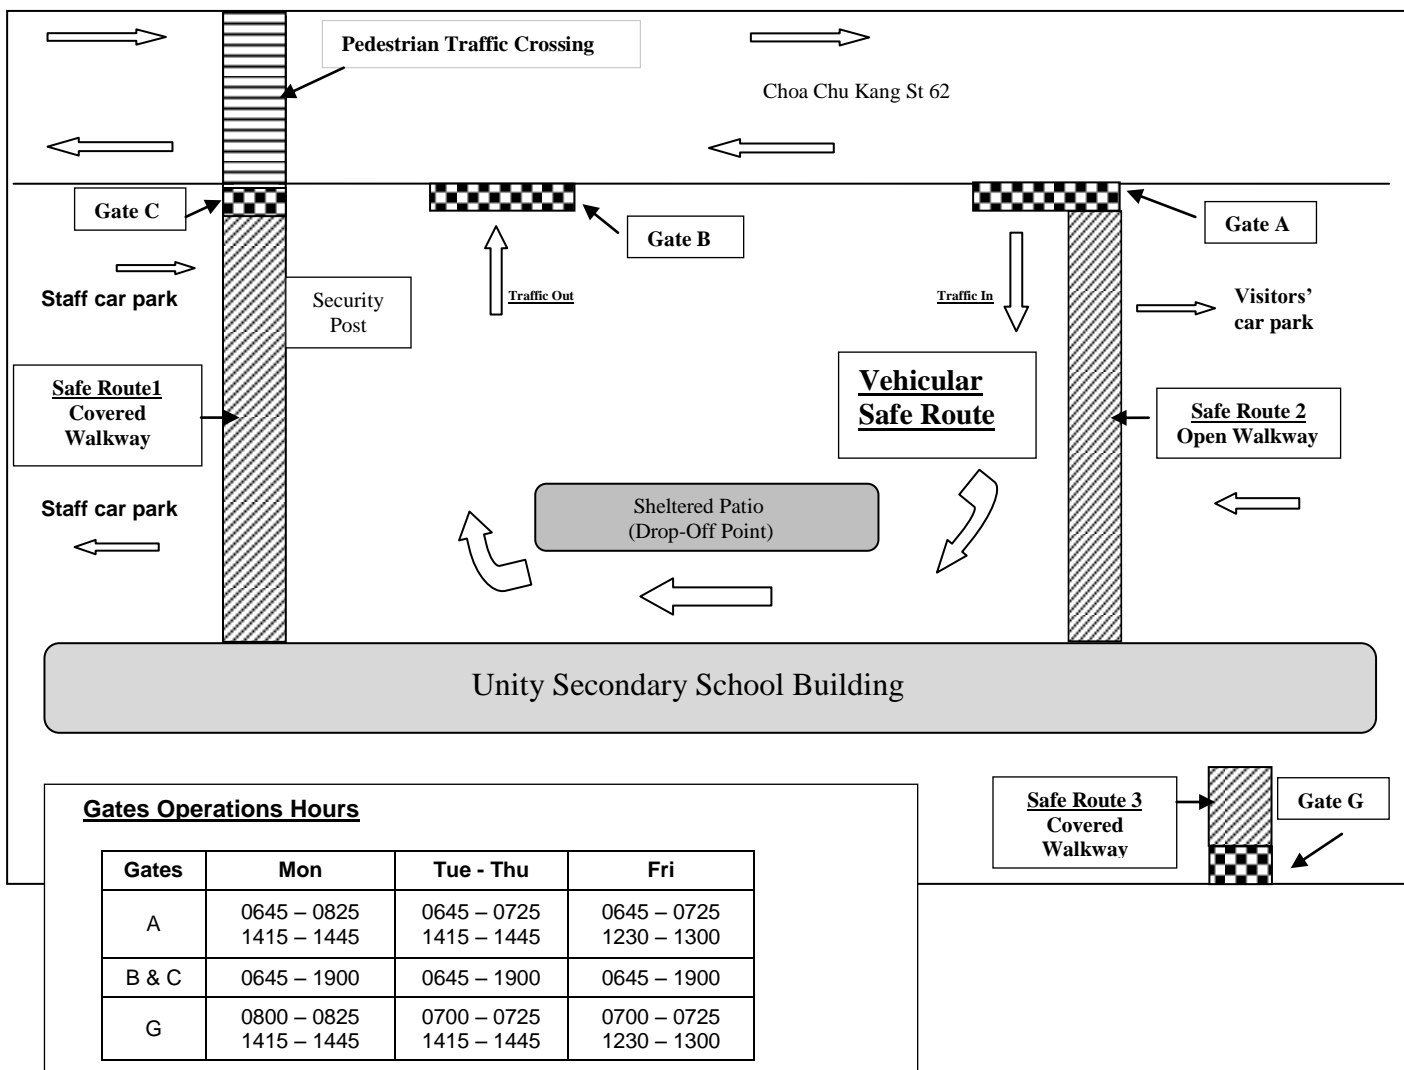 Pedestrian Traffic Crossing
Choa Chu Kang St 62
Gate C
Gate B
Gate A
Staff car park
Security
Post
Traffic Out
Traffic In
Visitors’
car park
Safe Route1
Covered
Walkway
Vehicular
Safe Route
Safe Route 2
Open Walkway
Staff car park
Sheltered Patio
(Drop-Off Point)
Unity Secondary School Building
Safe Route 3
Covered
Walkway
Gate G
Gates Operations Hours
Gates Mon Tue - Thu Fri
A 0645 – 0825 0645 – 0725 0645 – 0725
1415 – 1445 1415 – 1445 1230 – 1300
B & C 0645 – 1900 0645 – 1900 0645 – 1900
G 0800 – 0825 0700 – 0725 0700 – 0725
1415 – 1445 1415 – 1445 1230 – 1300